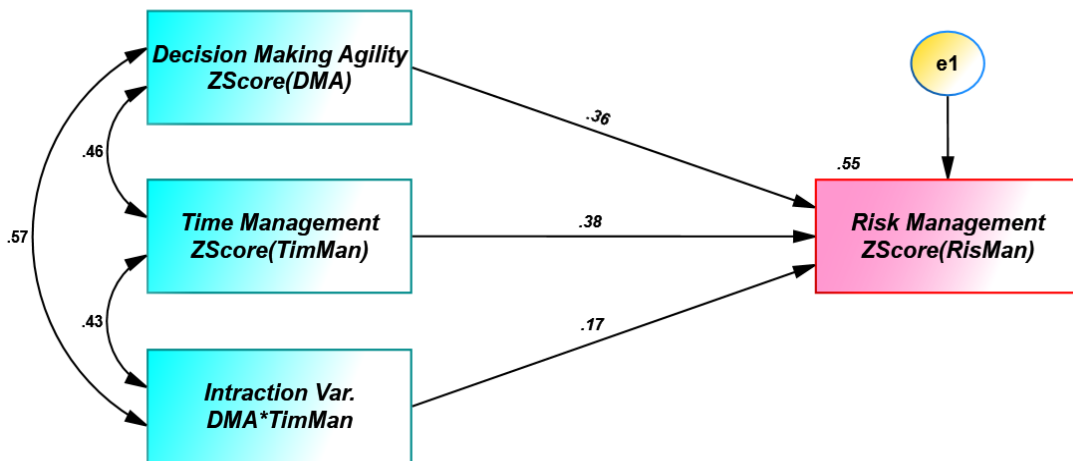 Decision Making Agility
ZScore(DMA)
e1
.36
.46
.55
Time Management
ZScore(TimMan)
.38
Risk Management
ZScore(RisMan)
.57
.43
.17
Intraction Var.
DMA*TimMan